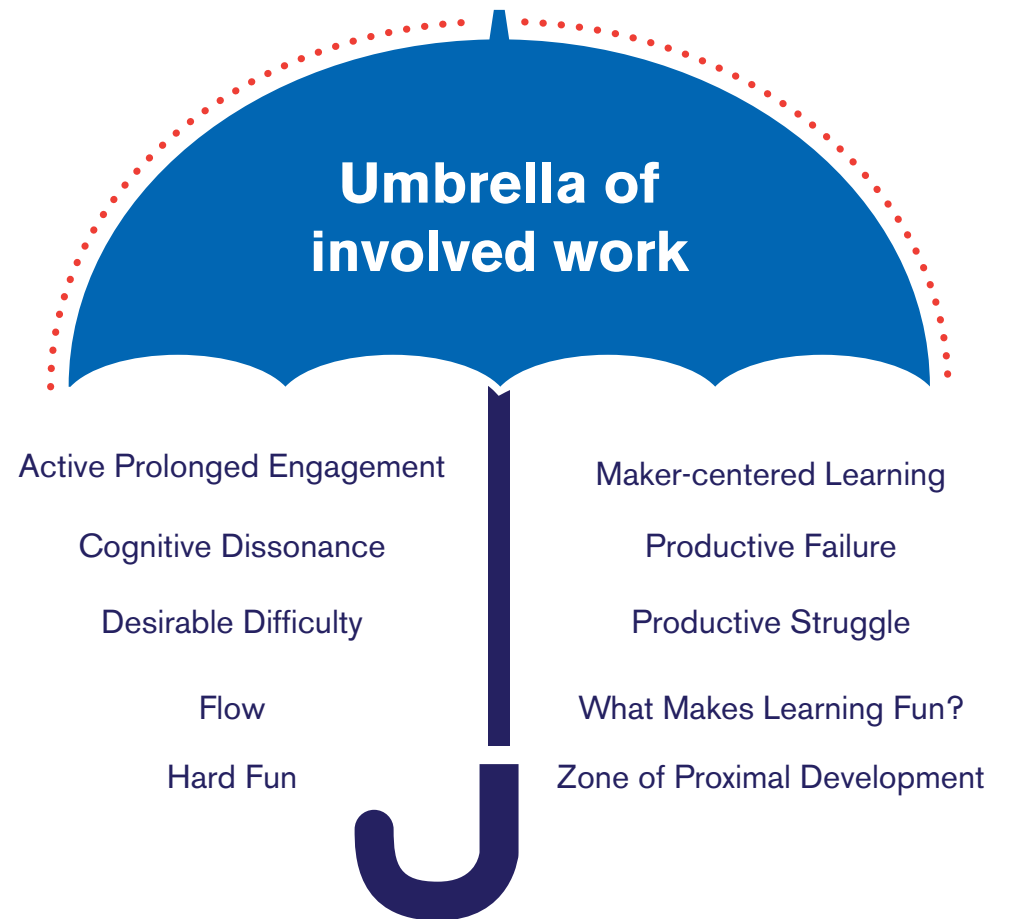 Umbrella of
involved work
Active Prolonged Engagement
Cognitive Dissonance
Desirable Difficulty
Flow
Hard Fun
Maker-centered Learning
Productive Failure
Productive Struggle
What Makes Learning Fun?
Zone of Proximal Development